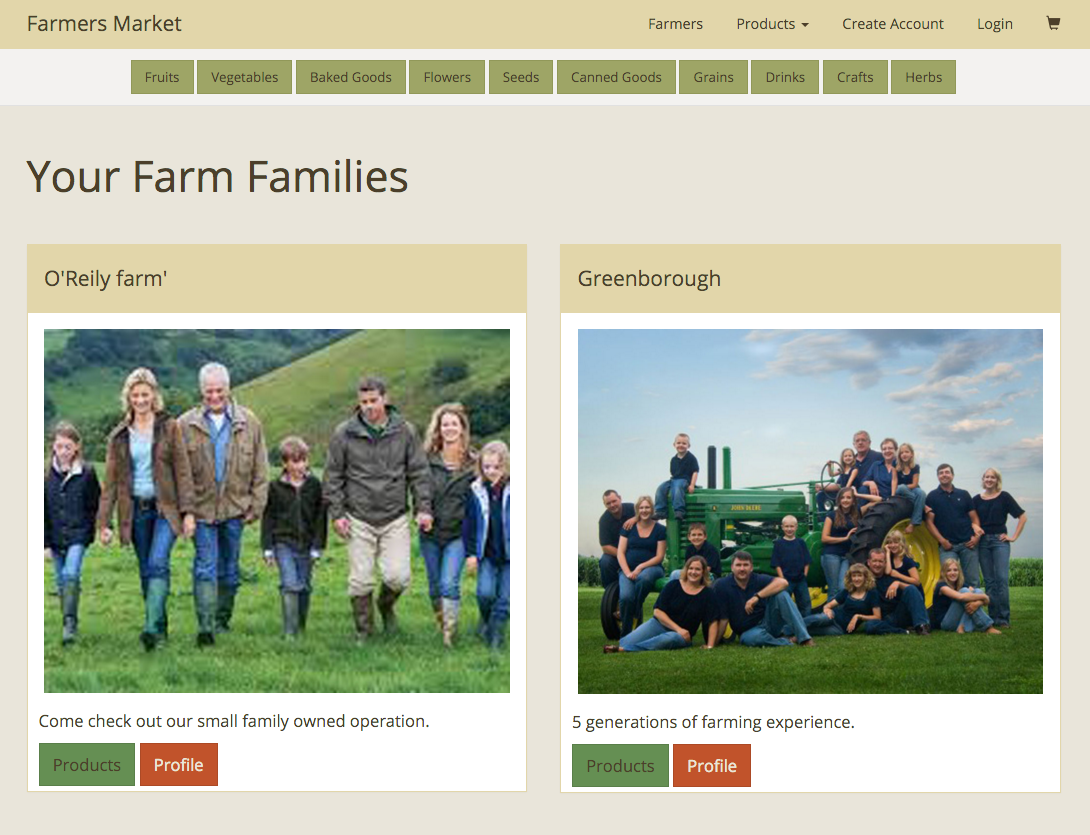 Farmers Market Farmers Products Create Account Login
Fruits Vegetables Baked Goods Flowers Seeds Canned Goods Grains Drinks Crafts Herbs
Your Farm Families
O'Reily farm'
Greenborough
JOHN DEERE
Come check out our small family owned operation.
Products Profile
5 generations of farming experience.
Products Profile